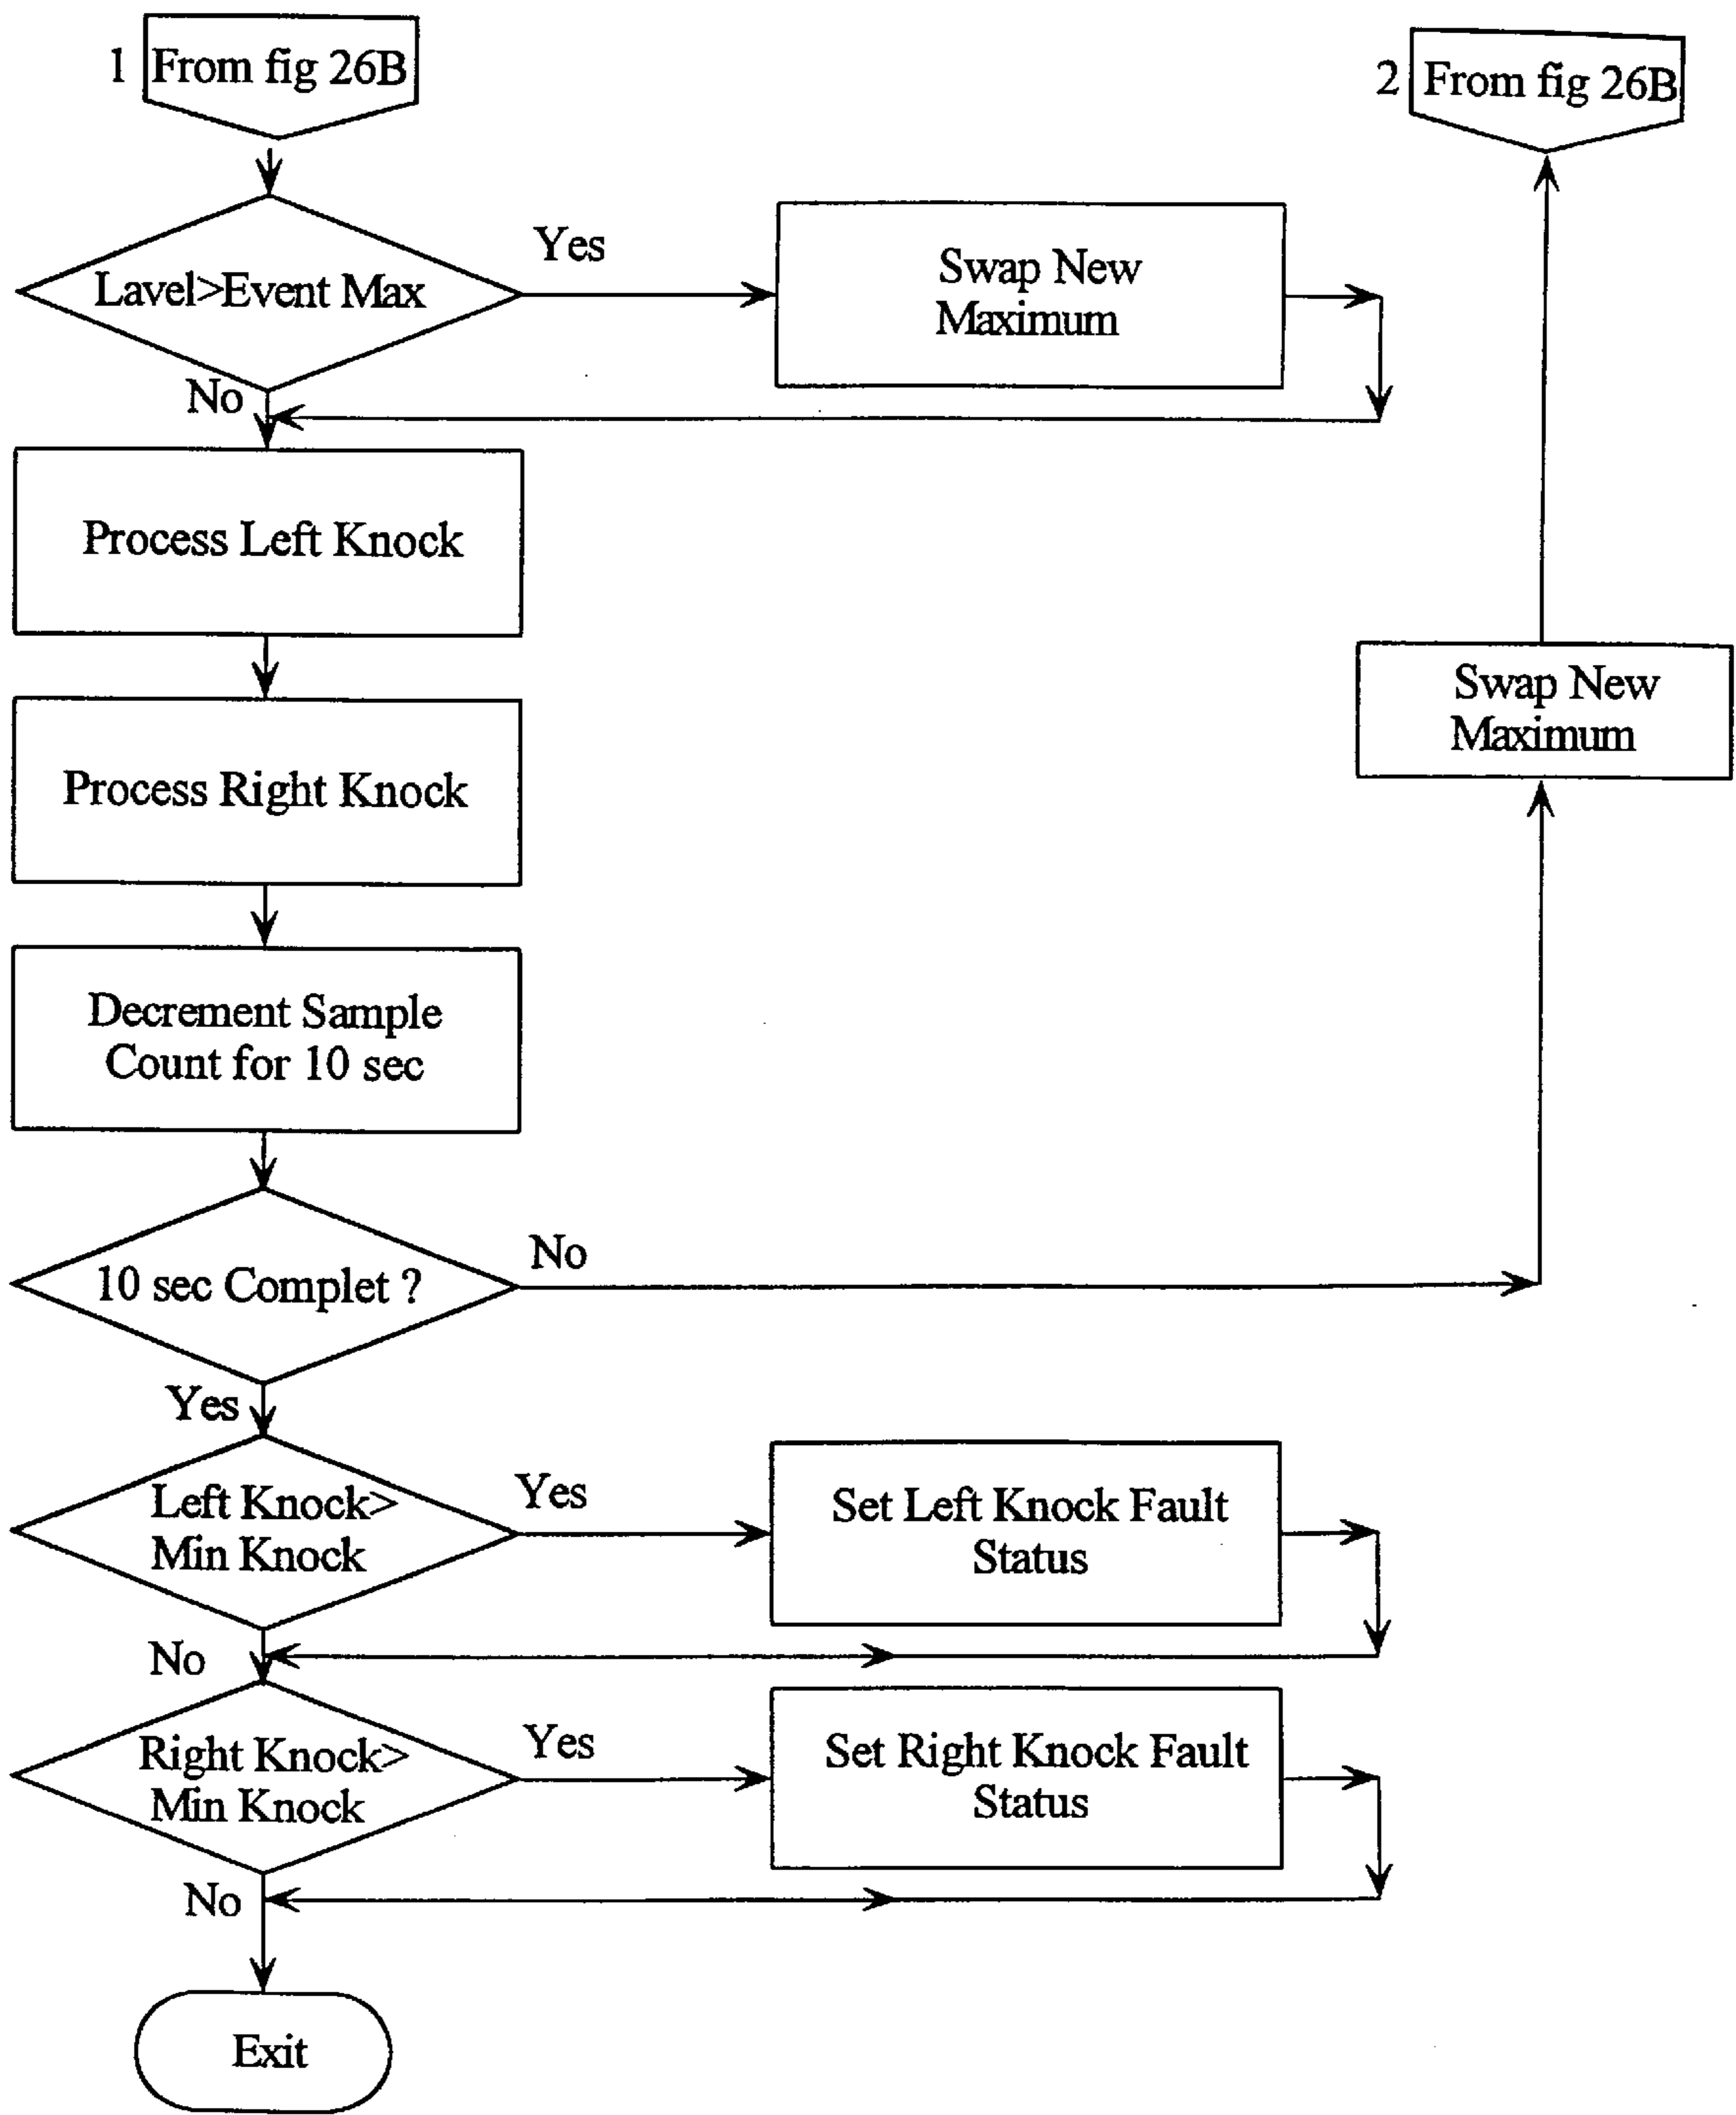 1 From fig 26B
2 From fig 26B
Lavel>Event Max
Yes
Swap New
Maximum
No
Process Left Knock
Swap New
Maximum
Process Right Knock
Decrement Sample
Count for 10 sec
10 sec Complet ?
No
Yes
Left Knock>
Min Knock
Yes
Set Left Knock Fault
Status
No
Right Knock>
Min Knock
Yes
Set Right Knock Fault
Status
No
Exit